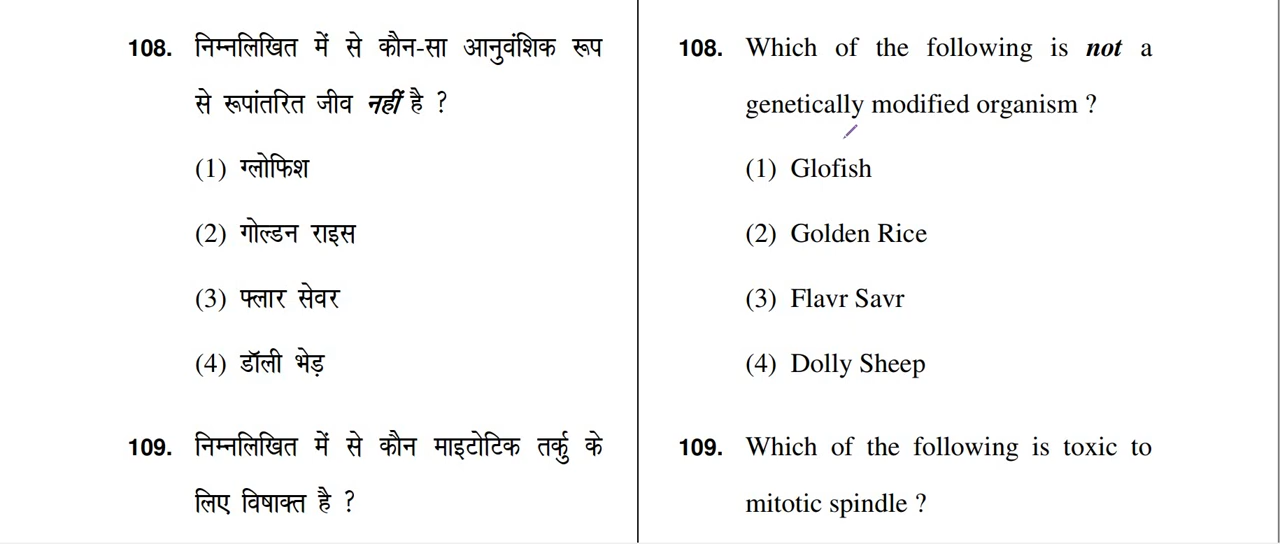 108. निम्नलिखित में से कौन-सा आनुवंशिक रूप
से रूपांतरित जीव नहीं है ?
(1) ग्लोफिश
(2) गोल्डन राइस
(3) फ्लार सेवर
(4) डॉली भेड़
109. निम्नलिखित में से कौन माइटोटिक तर्कु के
लिए विषाक्त है ?
108. Which of the following is not a
genetically modified organism ?
(1) Glofish
(2) Golden Rice
(3) Flavr Savr
(4) Dolly Sheep
109. Which of the following is toxic to
mitotic spindle ?